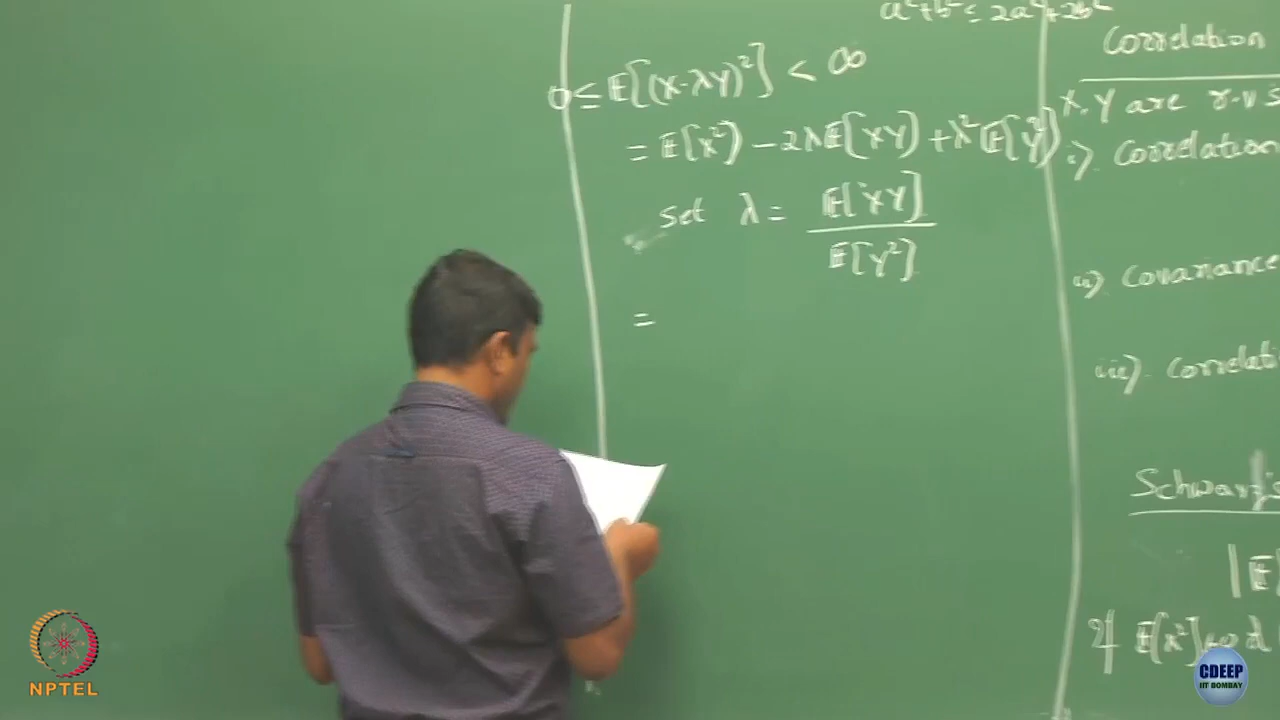 0 ≤ E[(X-λY)²] < ∞
= E[X²] - 2λE[XY] + λ²E[Y²]
set λ = E[XY] / E[Y²]
=
a²+b² ≤ 2a²+2b²
Correlation
X, Y are r.v s
i) Correlation
ii) Covariance
iii) Correlati
Schwarz's
|E[
If E[X²]
NPTEL
CDEEP
IIT BOMBAY